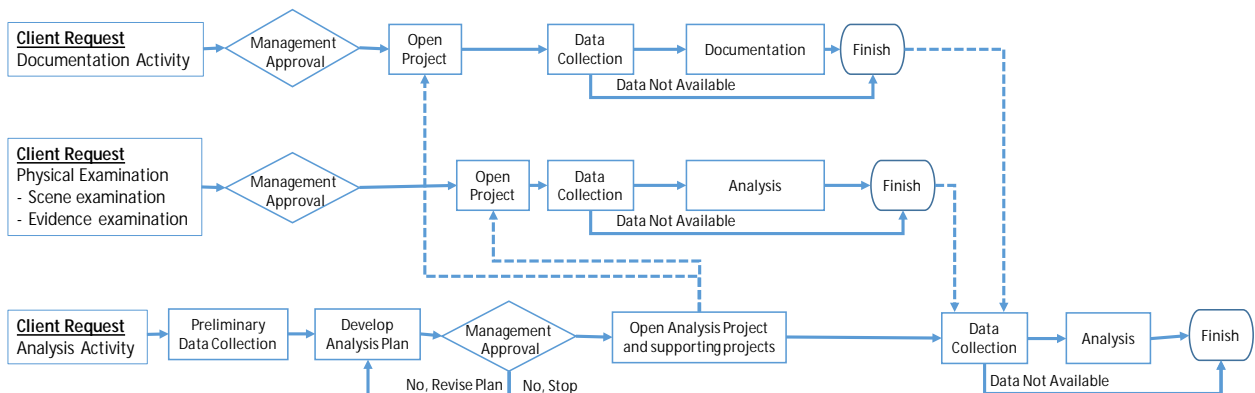 Client Request
Documentation Activity
Management
Approval
Open
Project
Data
Collection
Documentation
Finish
Data Not Available
Client Request
Physical Examination
- Scene examination
- Evidence examination
Management
Approval
Open
Project
Data
Collection
Analysis
Finish
Data Not Available
Client Request
Analysis Activity
Preliminary
Data Collection
Develop
Analysis Plan
Management
Approval
Open Analysis Project
and supporting projects
Data
Collection
Analysis
Finish
No, Revise Plan
No, Stop
Data Not Available